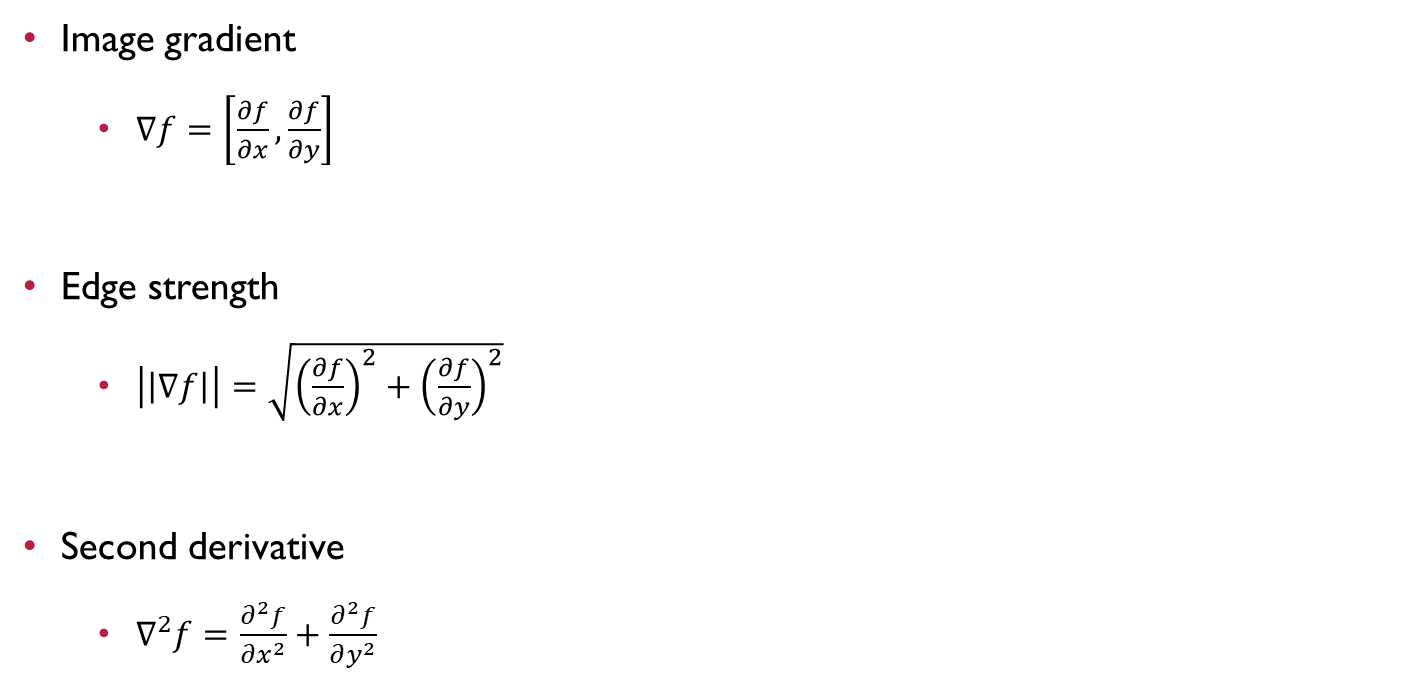 • Image gradient
• ∇f = [∂f/∂x, ∂f/∂y]
• Edge strength
• ||∇f|| = √((∂f/∂x)² + (∂f/∂y)²)
• Second derivative
• ∇²f = ∂²f/∂x² + ∂²f/∂y²